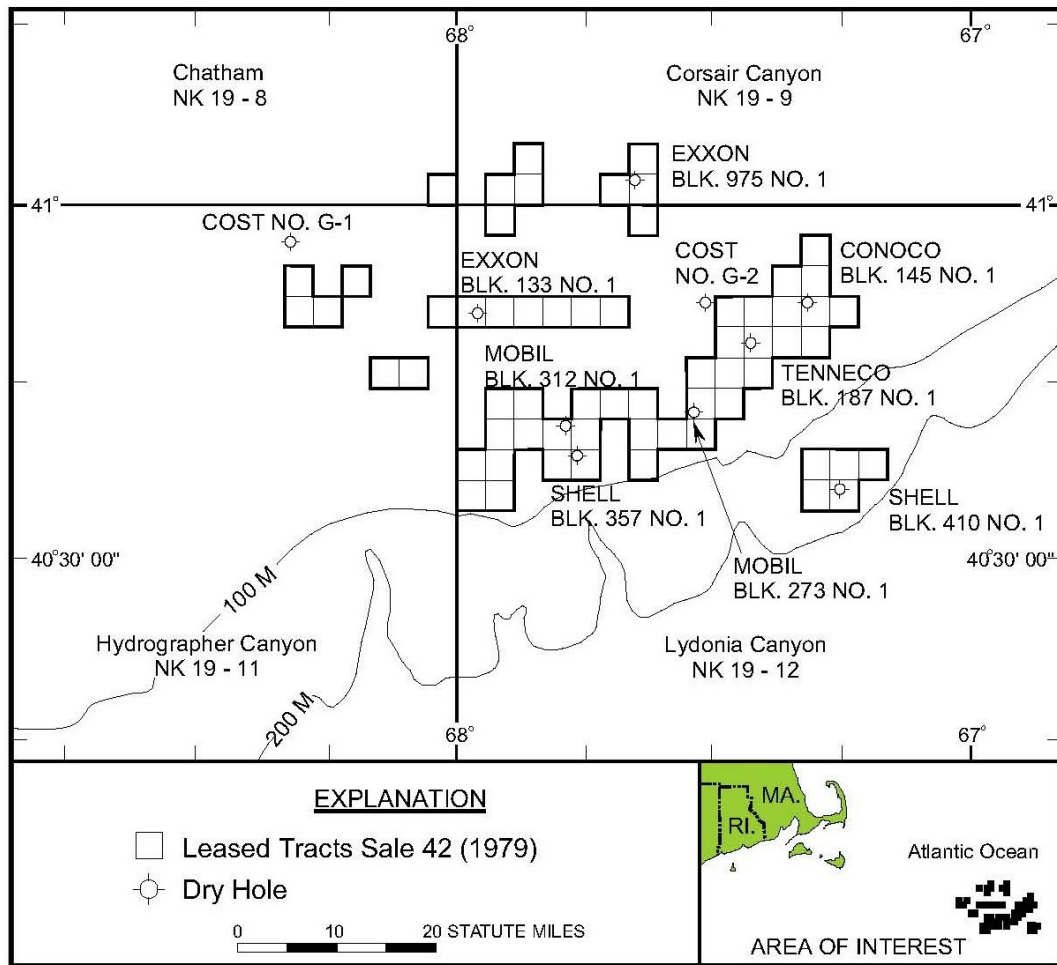 68°
67°
Chatham
NK 19 - 8
Corsair Canyon
NK 19 - 9
EXXON
BLK. 975 NO. 1
41°
41°
COST NO. G-1
EXXON
BLK. 133 NO. 1
COST
NO. G-2
CONOCO
BLK. 145 NO. 1
MOBIL
BLK. 312 NO. 1
TENNECO
BLK. 187 NO. 1
SHELL
BLK. 357 NO. 1
SHELL
BLK. 410 NO. 1
40°30' 00"
40°30' 00"
MOBIL
BLK. 273 NO. 1
100 M
Hydrographer Canyon
NK 19 - 11
Lydonia Canyon
NK 19 - 12
200 M
68°
67°
EXPLANATION
Leased Tracts Sale 42 (1979)
Dry Hole
0 10 20 STATUTE MILES
MA.
RI.
Atlantic Ocean
AREA OF INTEREST